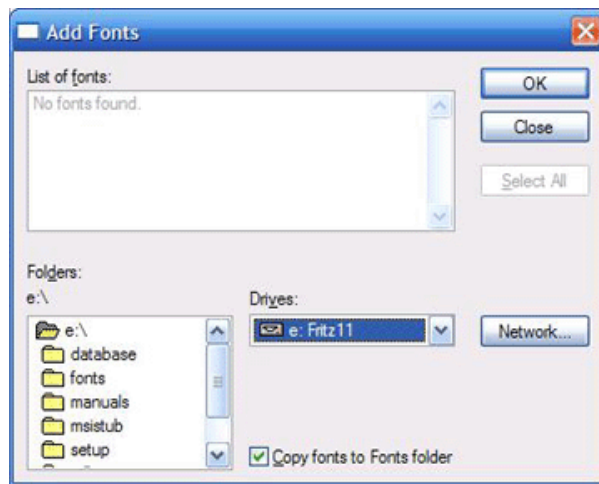 Add Fonts
List of fonts:
No fonts found.
OK
Close
Select All
Folders:
e:\
Drives:
e:\
e: Fritz11
Network...
database
fonts
manuals
msistub
setup
Copy fonts to Fonts folder